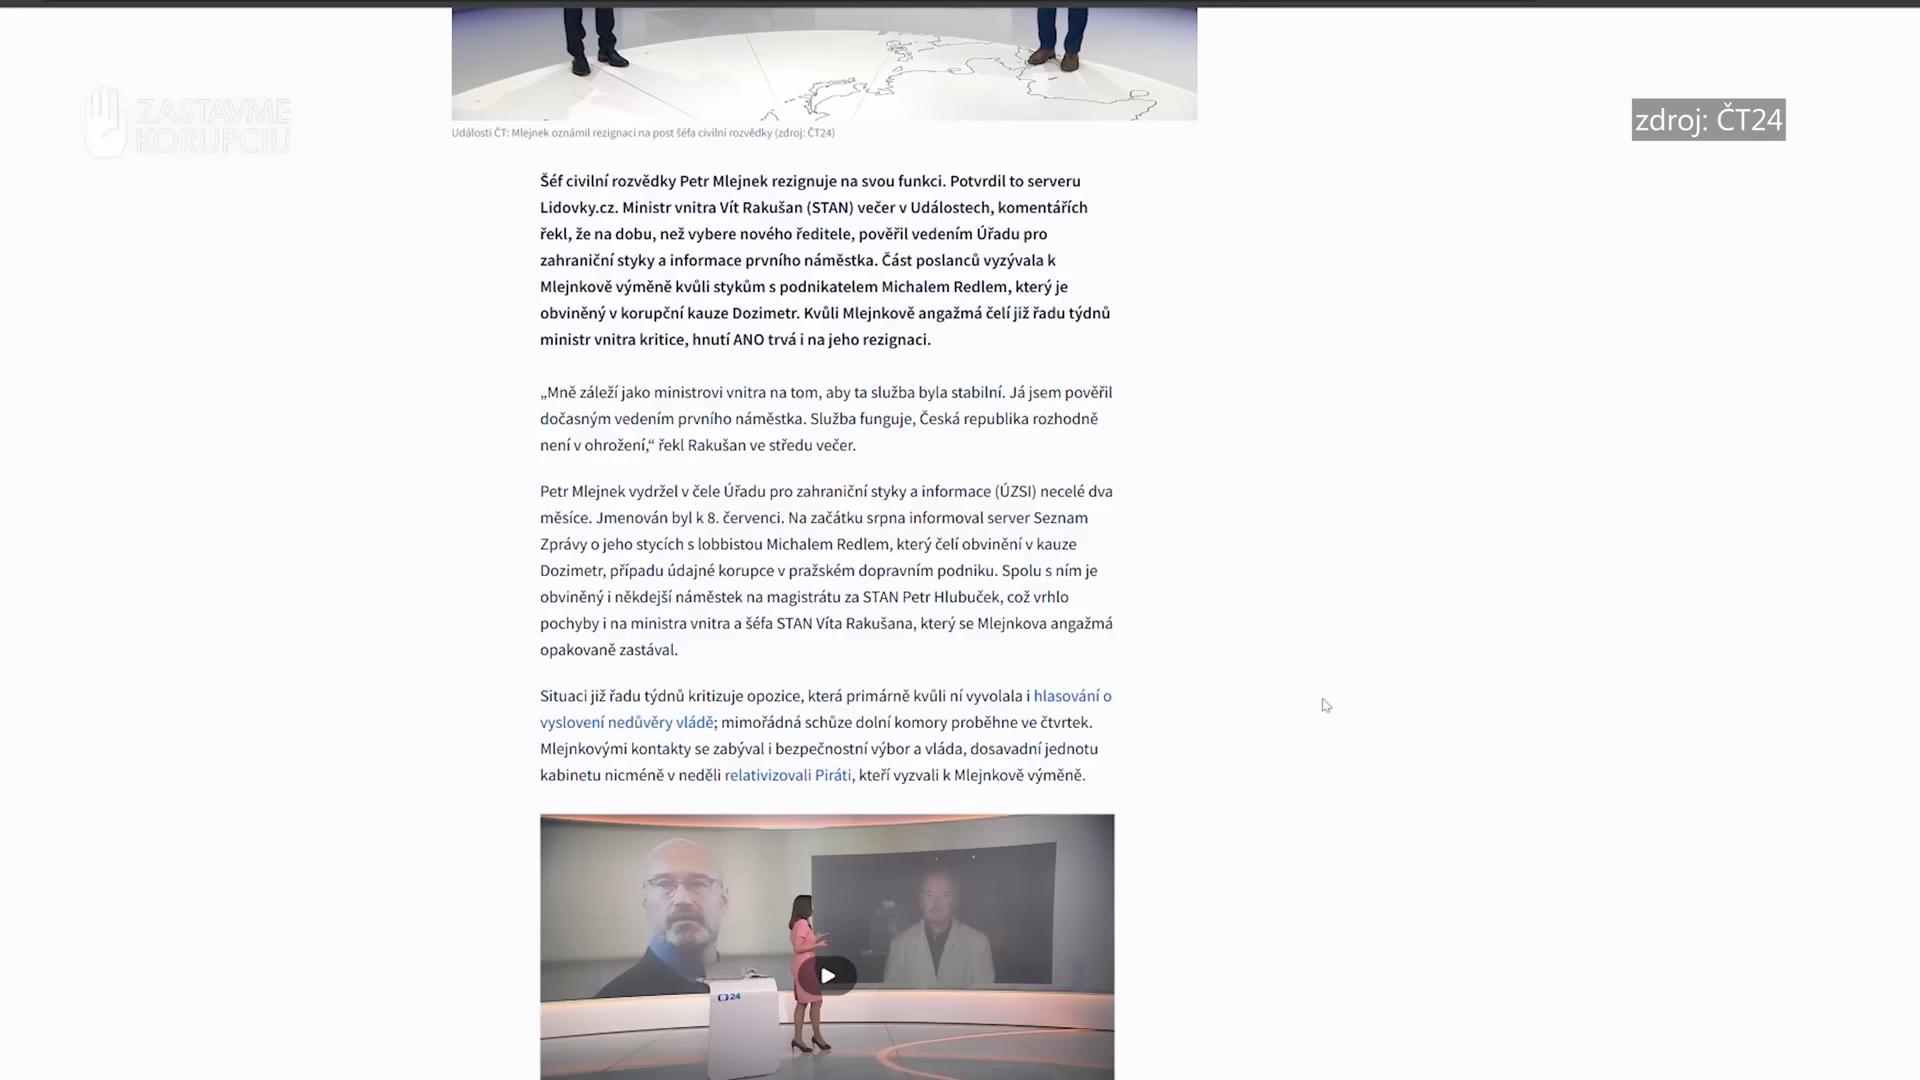 ZASTAVME
KORUPCIU
zdroj: ČT24
Události ČT: Mlejnek oznámil rezignaci na post šéfa civilní rozvědky (zdroj: ČT24)
Šéf civilní rozvědky Petr Mlejnek rezignuje na svou funkci. Potvrdil to serveru
Lidovky.cz. Ministr vnitra Vít Rakušan (STAN) večer v Událostech, komentářích
řekl, že na dobu, než vybere nového ředitele, pověřil vedením Úřadu pro
zahraniční styky a informace prvního náměstka. Část poslanců vyzývala k
Mlejnkově výměně kvůli stykům s podnikatelem Michalem Redlem, který je
obviněný v korupční kauze Dozimetr. Kvůli Mlejnkově angažmá čelí již řadu týdnů
ministr vnitra kritice, hnutí ANO trvá i na jeho rezignaci.
„Mně záleží jako ministrovi vnitra na tom, aby ta služba byla stabilní. Já jsem pověřil
dočasným vedením prvního náměstka. Služba funguje, Česká republika rozhodně
není v ohrožení,“ řekl Rakušan ve středu večer.
Petr Mlejnek vydržel v čele Úřadu pro zahraniční styky a informace (ÚZSI) necelé dva
měsíce. Jmenován byl k 8. červenci. Na začátku srpna informoval server Seznam
Zprávy o jeho stycích s lobbistou Michalem Redlem, který čelí obvinění v kauze
Dozimetr, případu údajné korupce v pražském dopravním podniku. Spolu s ním je
obviněný i někdejší náměstek na magistrátu za STAN Petr Hlubuček, což vrhlo
pochyby i na ministra vnitra a šéfa STAN Víta Rakušana, který se Mlejnkova angažmá
opakovaně zastával.
Situaci již řadu týdnů kritizuje opozice, která primárně kvůli ní vyvolala i hlasování o
vyslovení nedůvěry vládě; mimořádná schůze dolní komory proběhne ve čtvrtek.
Mlejnkovými kontakty se zabýval i bezpečnostní výbor a vláda, dosavadní jednotu
kabinetu nicméně v neděli relativizovali Piráti, kteří vyzvali k Mlejnkově výměně.
24